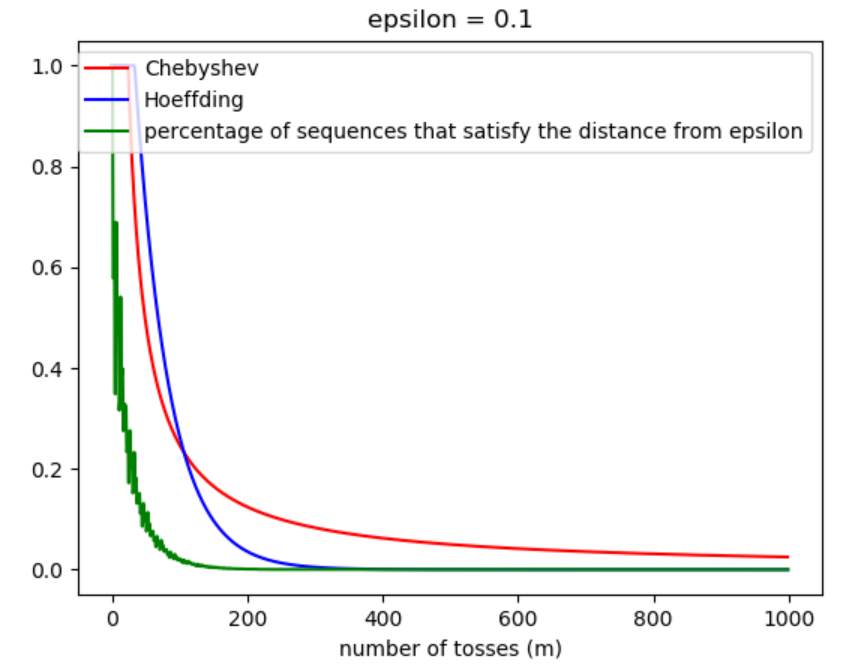 epsilon = 0.1
Chebyshev
Hoeffding
percentage of sequences that satisfy the distance from epsilon
1.0
0.8
0.6
0.4
0.2
0.0
0 200 400 600 800 1000
number of tosses (m)